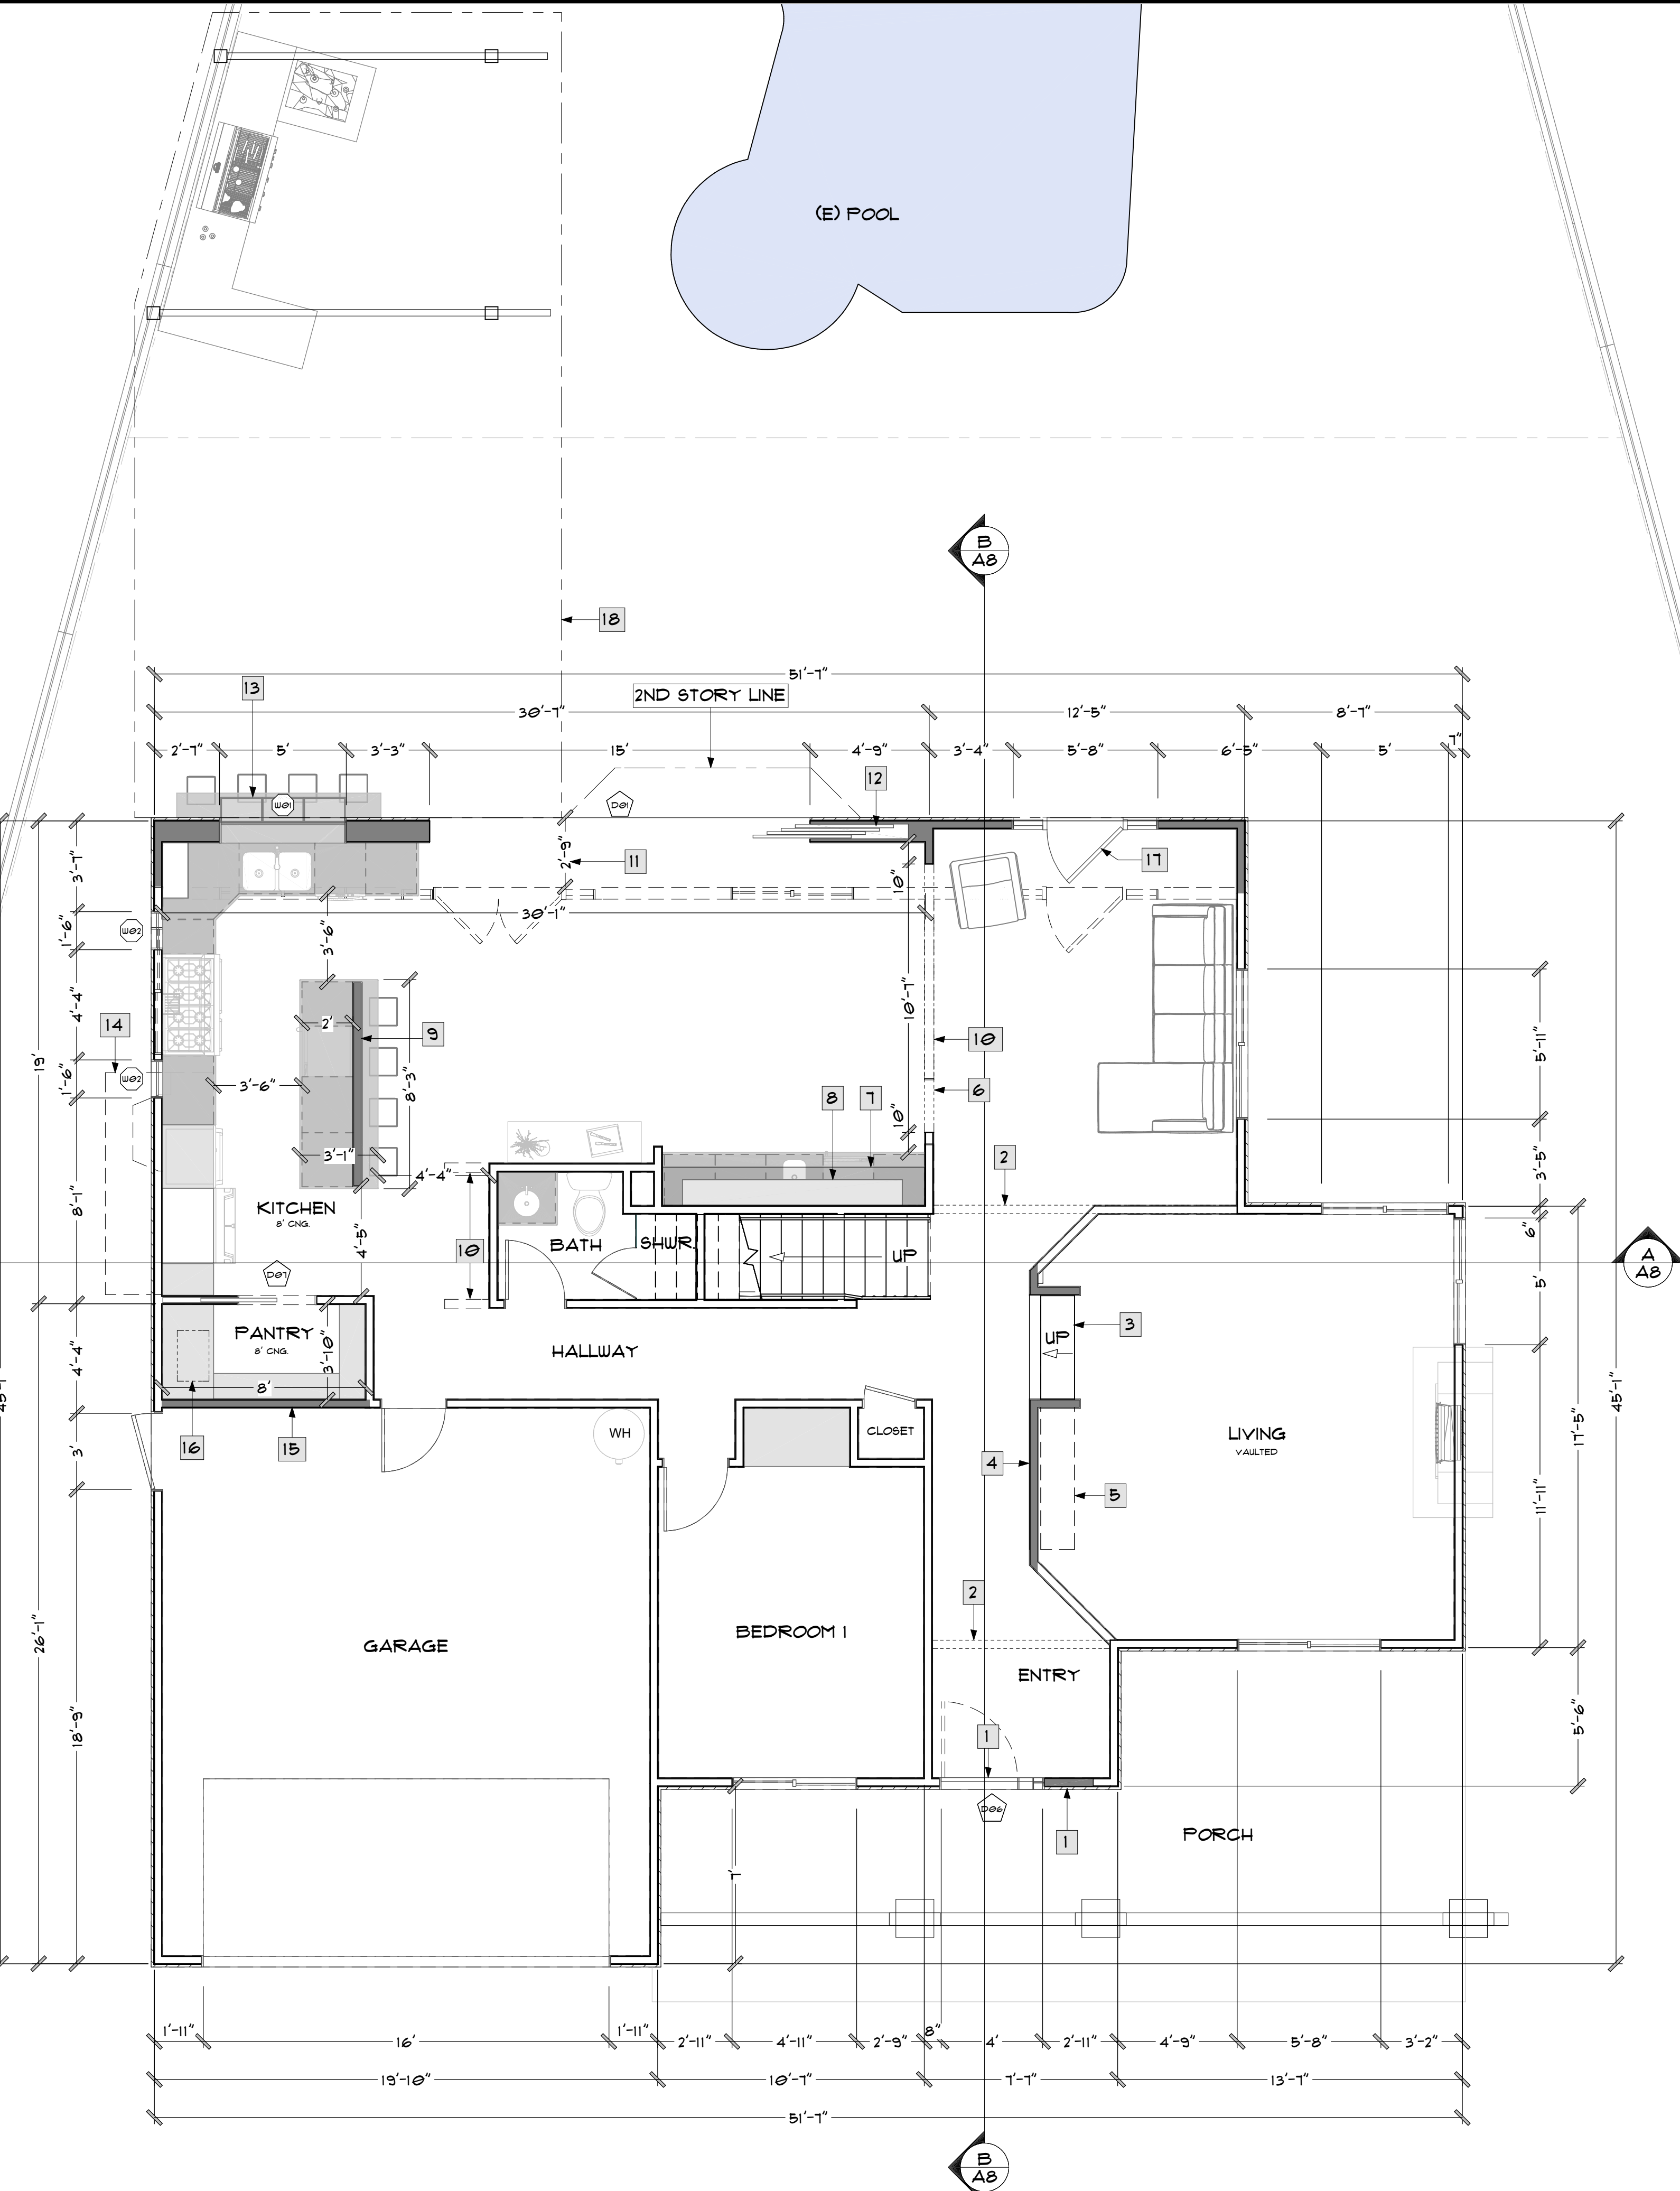 (E) POOL
B
A8
18
51'-7"
13
2ND STORY LINE
30'-7"
12'-5"
8'-7"
2'-7"
5'
3'-3"
15'
4'-9"
3'-4"
5'-8"
6'-5"
5'
7"
12
W01
D01
2'-9"
11
17
3'-7"
10"
30'-1"
1'-6"
W02
3'-6"
19'
4'-4"
14
2'
9
10'-7"
10
5'-11"
1'-6"
W02
3'-6"
8'-3"
8
7
6
10"
3'-1"
4'-4"
2
3'-5"
8'-1"
KITCHEN
8' CNG.
4'-5"
10
BATH
SHWR.
UP
6"
A
A8
D07
5'
PANTRY
8' CNG.
3'-10"
HALLWAY
UP
3
4'-4"
8'
45'-1"
45'-1"
16
15
3'
WH
CLOSET
4
LIVING
VAULTED
17'-5"
5
11'-11"
2
26'-1"
GARAGE
BEDROOM 1
ENTRY
18'-9"
5'-6"
1
D06
1
PORCH
7'
1'-11"
16'
1'-11"
2'-11"
4'-11"
2'-9"
8"
4'
2'-11"
4'-9"
5'-8"
3'-2"
19'-10"
10'-7"
7'-7"
13'-7"
51'-7"
B
A8